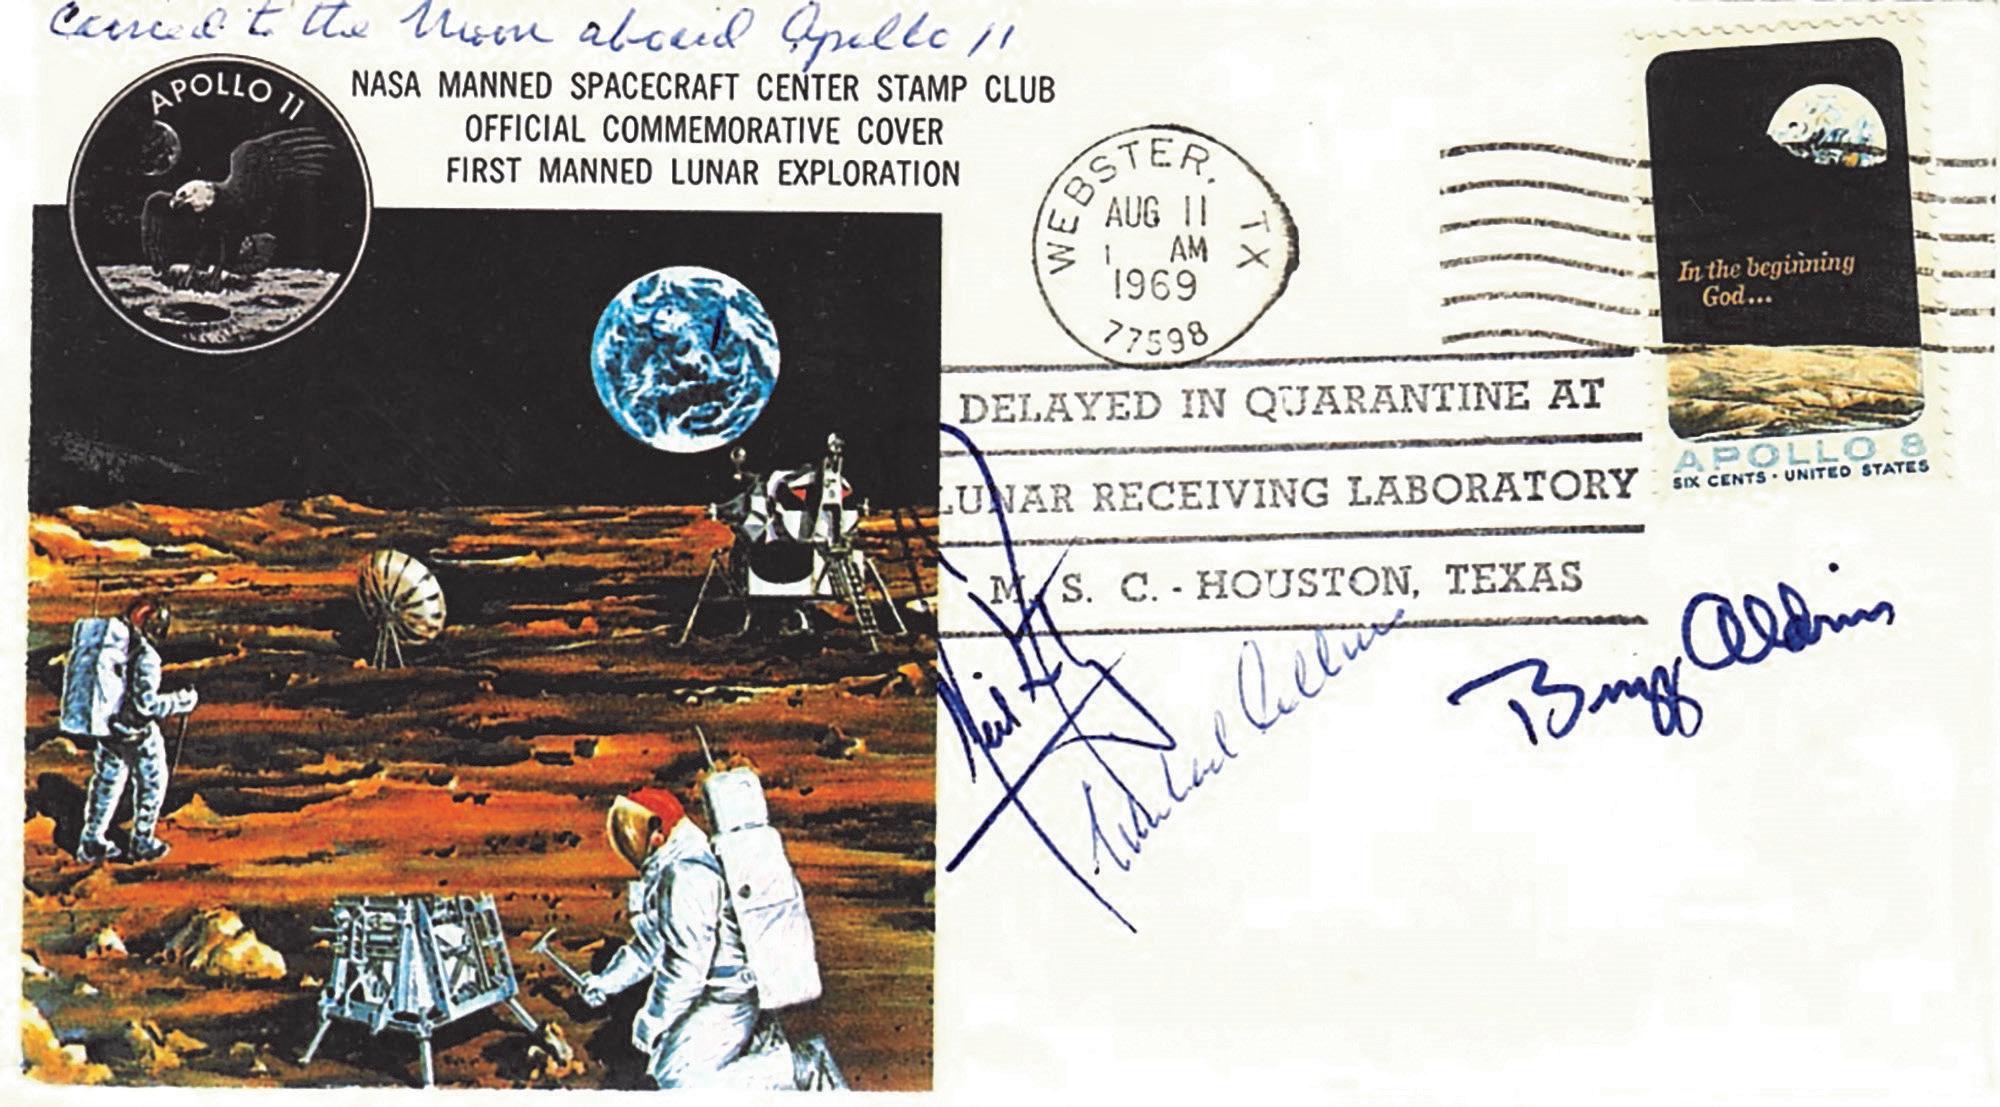 Carried to the Moon aboard Apollo 11
APOLLO 11
NASA MANNED SPACECRAFT CENTER STAMP CLUB
OFFICIAL COMMEMORATIVE COVER
FIRST MANNED LUNAR EXPLORATION
WEBSTER, TX
AUG 11
1 AM
1969
77598
In the beginning
God...
APOLLO 8
SIX CENTS · UNITED STATES
DELAYED IN QUARANTINE AT
LUNAR RECEIVING LABORATORY
M. S. C. - HOUSTON, TEXAS
Neil Armstrong
Michael Collins
Buzz Aldrin